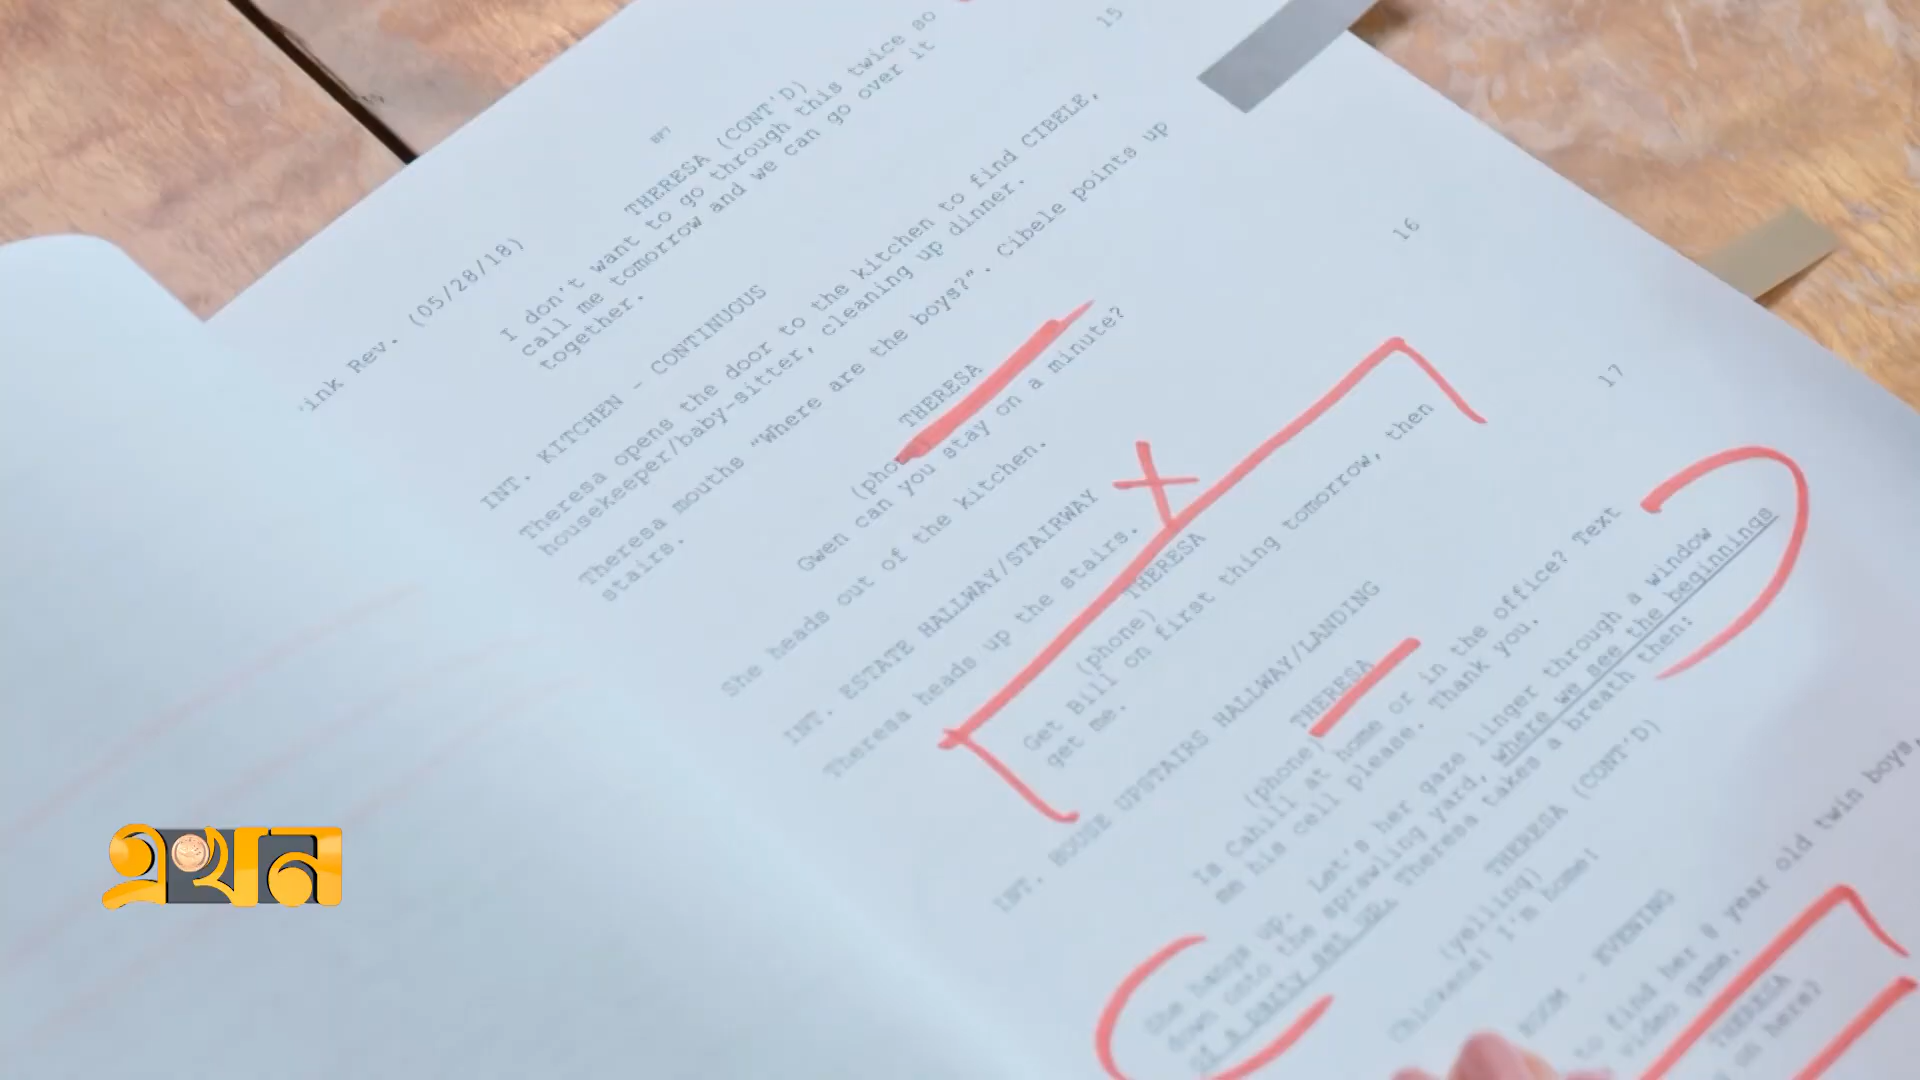 15
EP7
THERESA (CONT'D)
I don't want to go through this twice so
call me tomorrow and we can go over it
together.
ink Rev. (05/28/18)
INT. KITCHEN - CONTINUOUS
16
Theresa opens the door to the kitchen to find CIBELE,
housekeeper/baby-sitter, cleaning up dinner.
Theresa mouths "Where are the boys?". Cibele points up
stairs.
THERESA
(pho
Gwen can you stay on a minute?
She heads out of the kitchen.
INT. ESTATE HALLWAY/STAIRWAY
17
Theresa heads up the stairs.
X
THERESA
(phone)
Get Bill on first thing tomorrow, then
get me.
INT. HOUSE UPSTAIRS HALLWAY/LANDING
THERESA
(phone)
Is Cahill at home or in the office? Text
me his cell please. Thank you.
She hangs up. Let's her gaze linger through a window
down onto the sprawling yard, where we see the beginnings
of a party set up. Theresa takes a breath then:
THERESA (CONT'D)
(yelling)
Chickens! I'm home!
ROOM - EVENING
to find her 8 year old twin boys,
video game.
THERESA
on here)
এখন